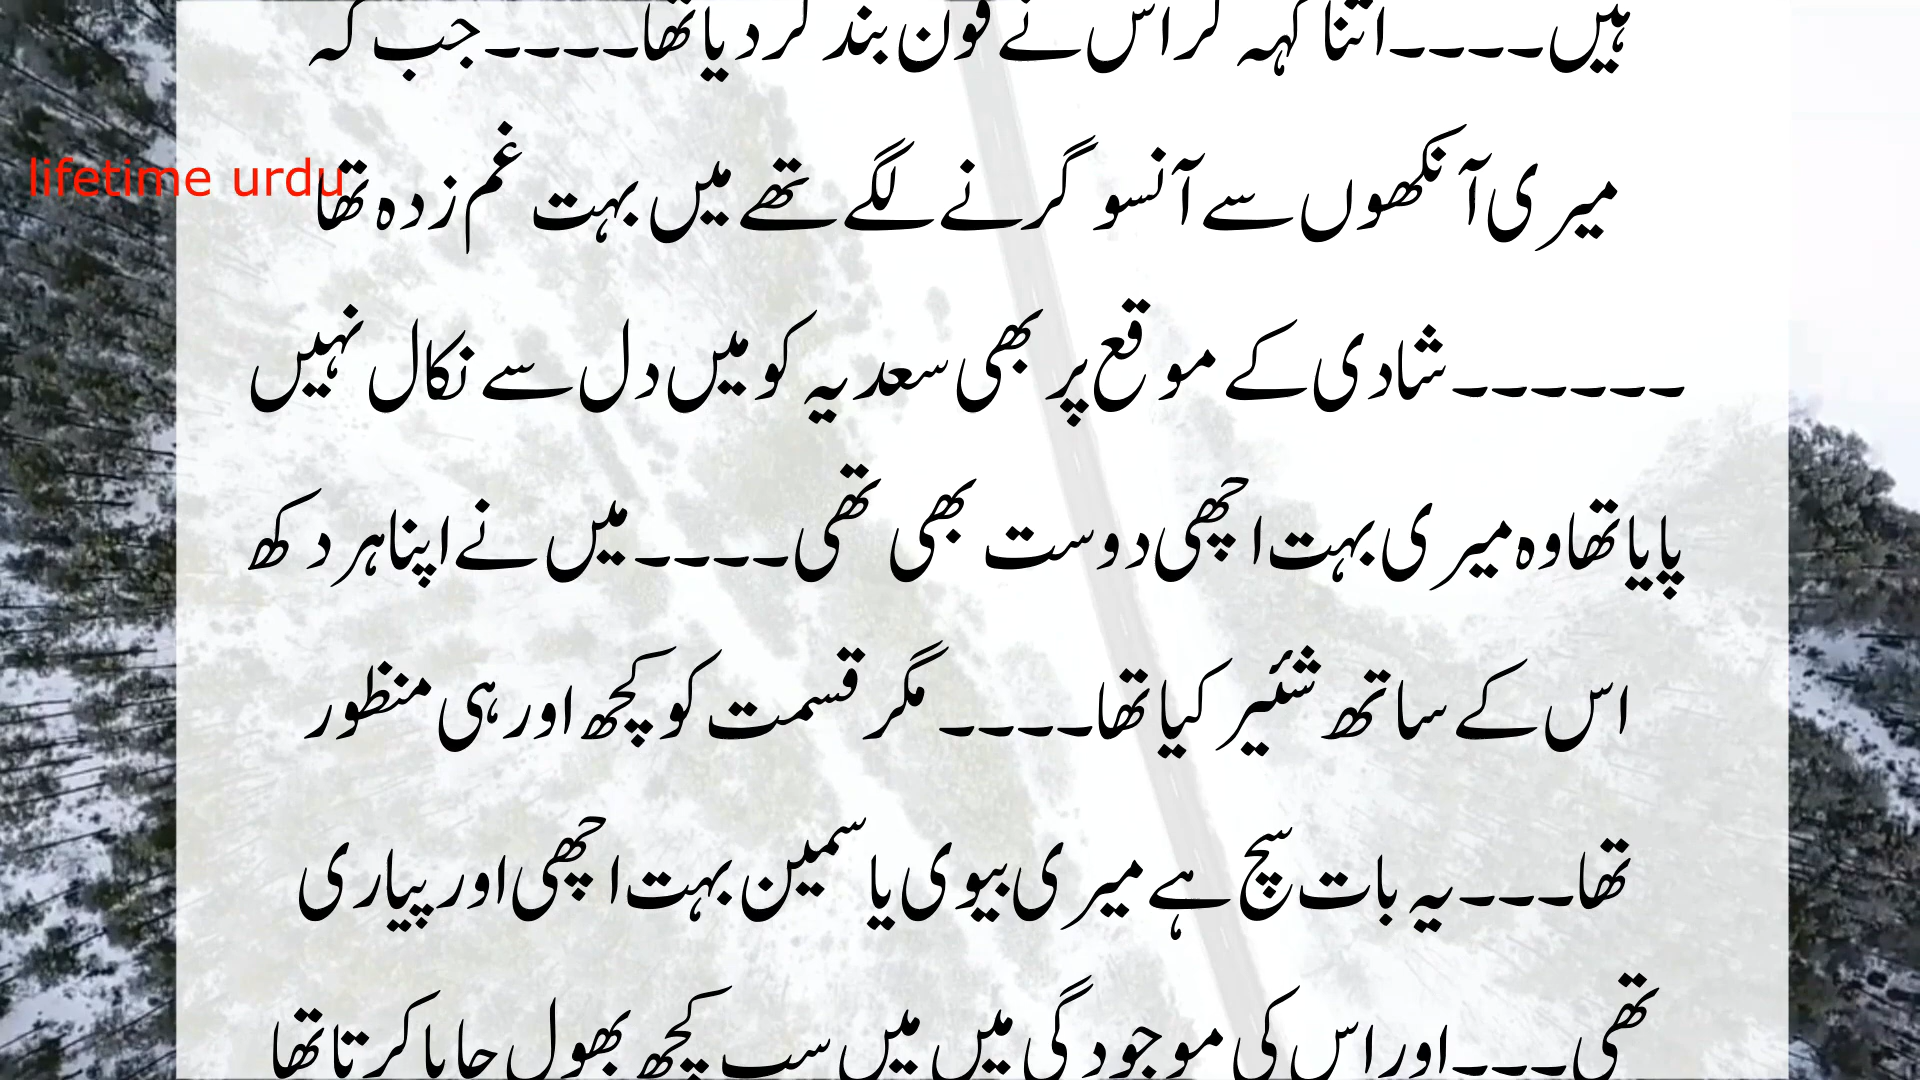 ہیں۔۔۔۔اتنا کہہ کر اس نے فون بند کر دیا تھا۔۔۔۔جب کہ
lifetime urdu
میری آنکھوں سے آنسو گرنے لگے تھے میں بہت غم زدہ تھا
۔۔۔۔۔۔شادی کے موقع پر بھی سعدیہ کو میں دل سے نکال نہیں
پایا تھا وہ میری بہت اچھی دوست بھی تھی۔۔۔۔میں نے اپنا ہر دکھ
اس کے ساتھ شئیر کیا تھا۔۔۔۔مگر قسمت کو کچھ اور ہی منظور
تھا۔۔۔یہ بات سچ ہے میری بیوی یاسمین بہت اچھی اور پیاری
تھی۔۔۔اور اس کی موجودگی میں میں سب کچھ بھول جایا کرتا تھا